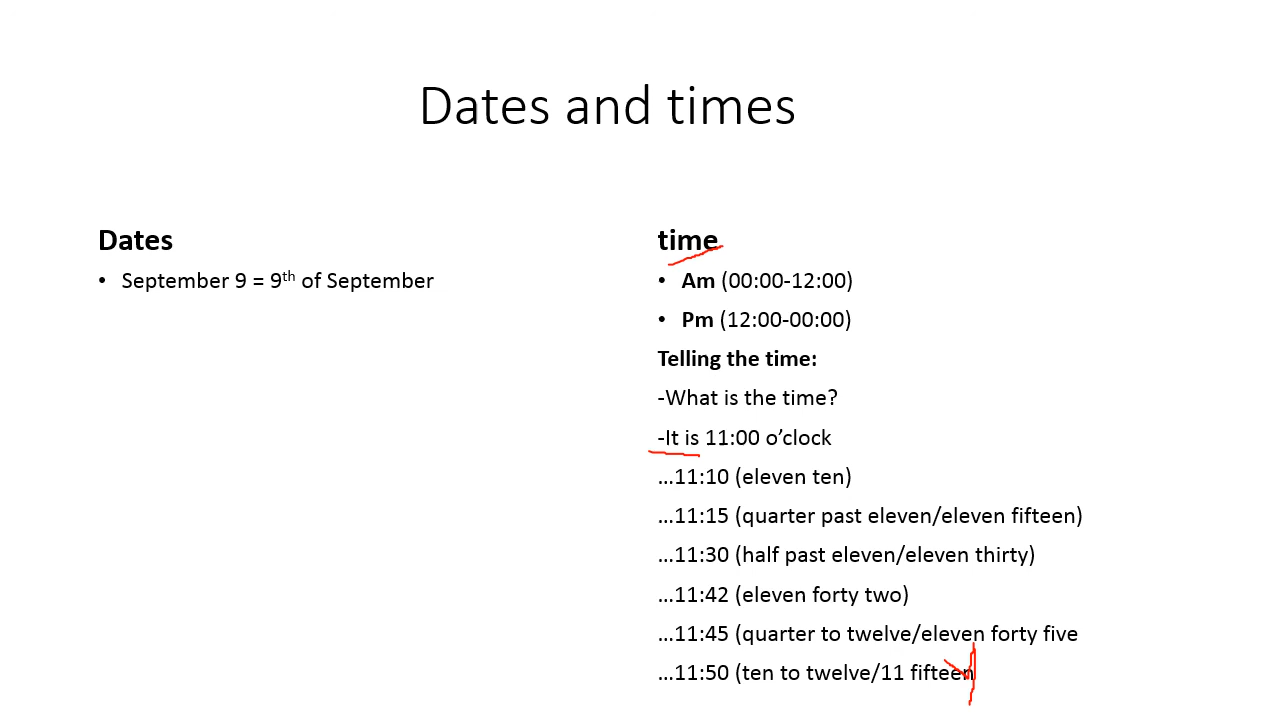 Dates and times
Dates
• September 9 = 9th of September
time
• Am (00:00-12:00)
• Pm (12:00-00:00)
Telling the time:
-What is the time?
-It is 11:00 o’clock
…11:10 (eleven ten)
…11:15 (quarter past eleven/eleven fifteen)
…11:30 (half past eleven/eleven thirty)
…11:42 (eleven forty two)
…11:45 (quarter to twelve/eleven forty five
…11:50 (ten to twelve/11 fifteen